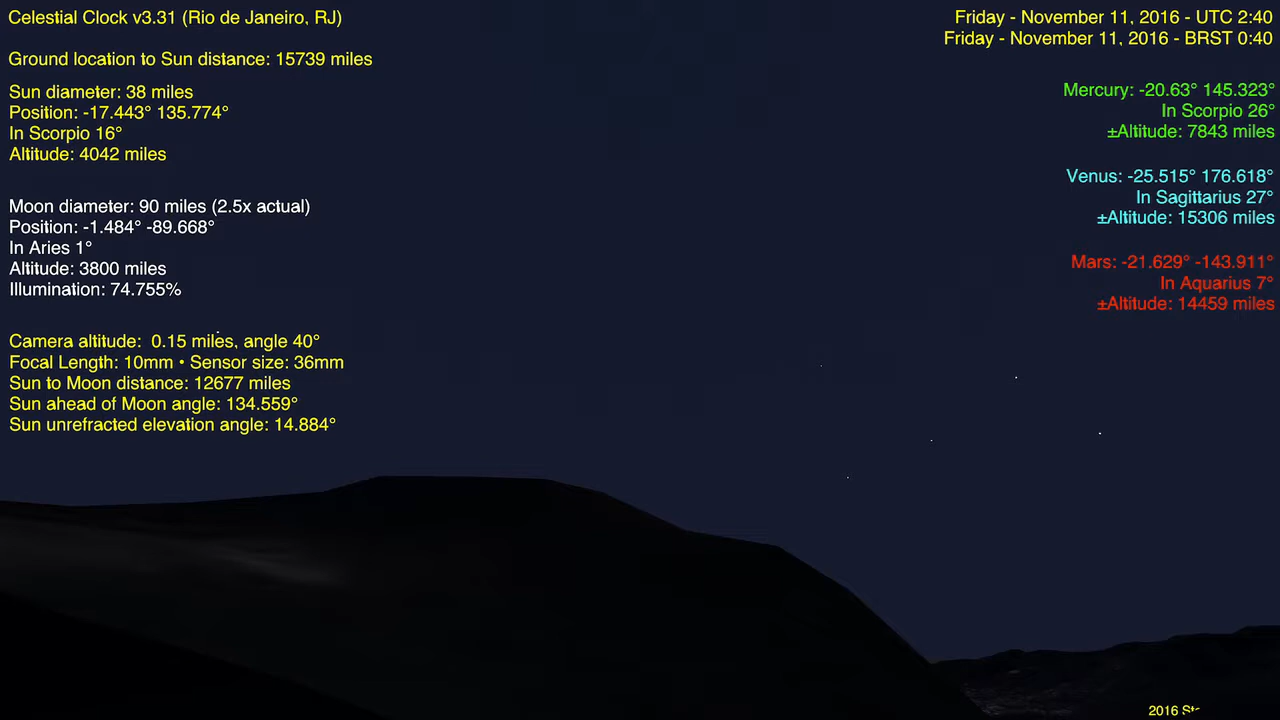 Celestial Clock v3.31 (Rio de Janeiro, RJ)
Ground location to Sun distance: 15739 miles
Sun diameter: 38 miles
Position: -17.443° 135.774°
In Scorpio 16°
Altitude: 4042 miles
Moon diameter: 90 miles (2.5x actual)
Position: -1.484° -89.668°
In Aries 1°
Altitude: 3800 miles
Illumination: 74.755%
Camera altitude: 0.15 miles, angle 40°
Focal Length: 10mm • Sensor size: 36mm
Sun to Moon distance: 12677 miles
Sun ahead of Moon angle: 134.559°
Sun unrefracted elevation angle: 14.884°
Friday - November 11, 2016 - UTC 2:40
Friday - November 11, 2016 - BRST 0:40
Mercury: -20.63° 145.323°
In Scorpio 26°
±Altitude: 7843 miles
Venus: -25.515° 176.618°
In Sagittarius 27°
±Altitude: 15306 miles
Mars: -21.629° -143.911°
In Aquarius 7°
±Altitude: 14459 miles
2016